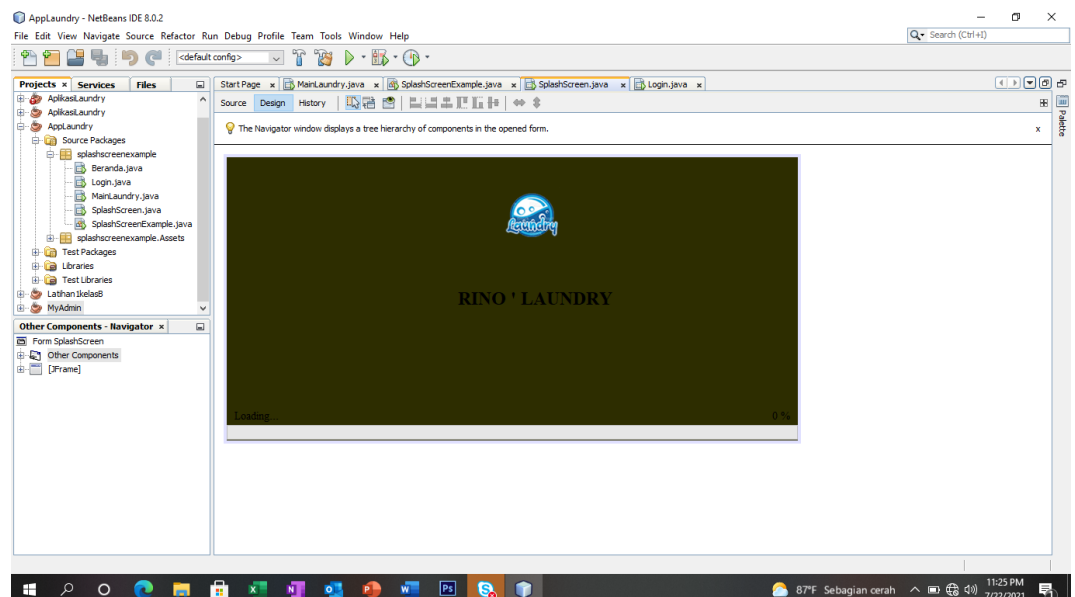 AppLaundry - NetBeans IDE 8.0.2
File Edit View Navigate Source Refactor Run Debug Profile Team Tools Window Help
Search (Ctrl+I)
<default config>
Projects x Services Files
Start Page x MainLaundry.java x SplashScreenExample.java x SplashScreen.java x Login.java x
Source Design History
Palette
The Navigator window displays a tree hierarchy of components in the opened form. x
AplikasiLaundry
AplikasiLaundry
AppLaundry
Source Packages
splashscreenexample
Beranda.java
Login.java
MainLaundry.java
SplashScreen.java
SplashScreenExample.java
splashscreenexample.Assets
Test Packages
Libraries
Test Libraries
Latihan1kelasB
MyAdmin
Other Components - Navigator x
Form SplashScreen
Other Components
[JFrame]
Laundry
RINO ' LAUNDRY
Loading... 0 %
87°F Sebagian cerah
11:25 PM
7/22/2021